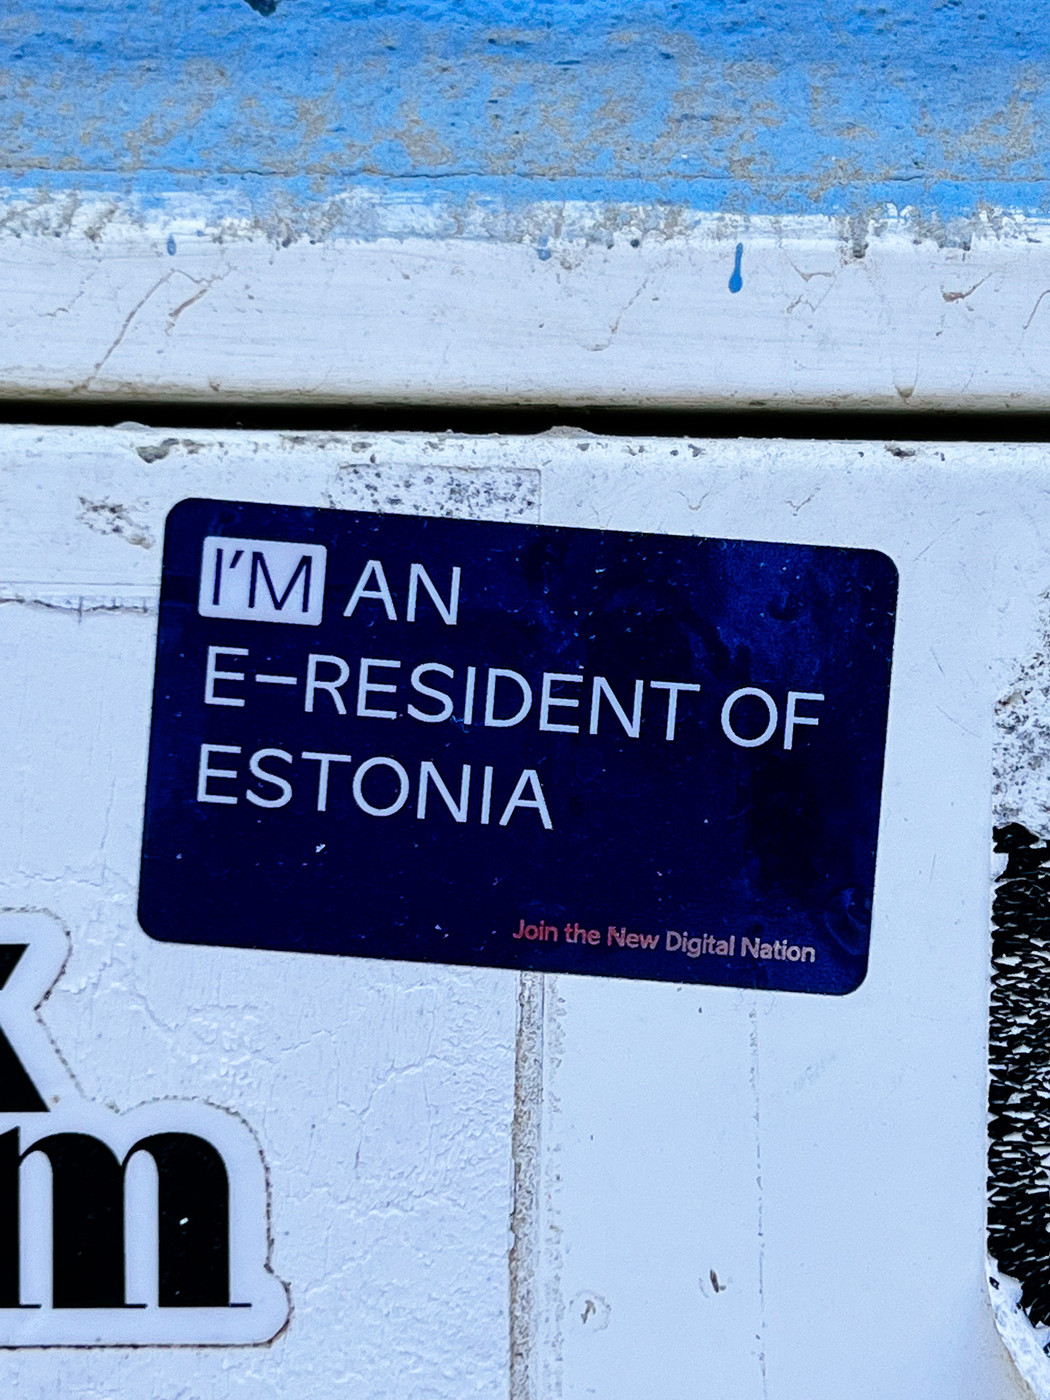 I'M AN
E-RESIDENT OF
ESTONIA
Join the New Digital Nation
m